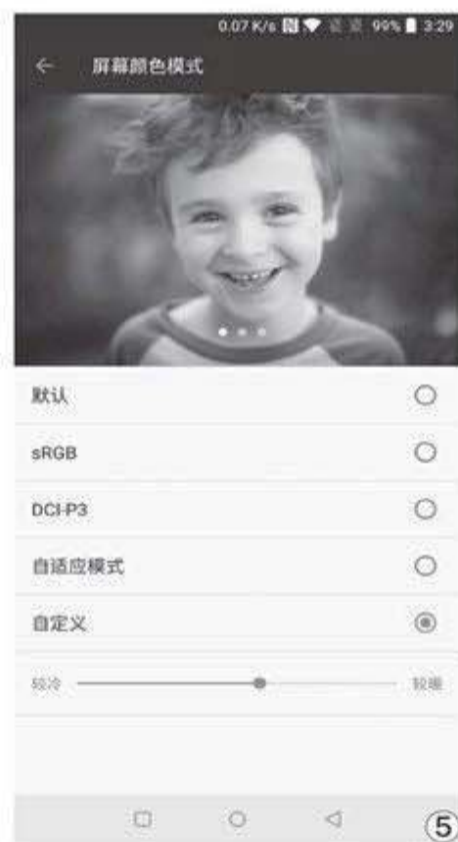 0.07 K/s 99% 3:29
屏幕颜色模式
默认
sRGB
DCI-P3
自适应模式
自定义
较冷 较暖
⑤